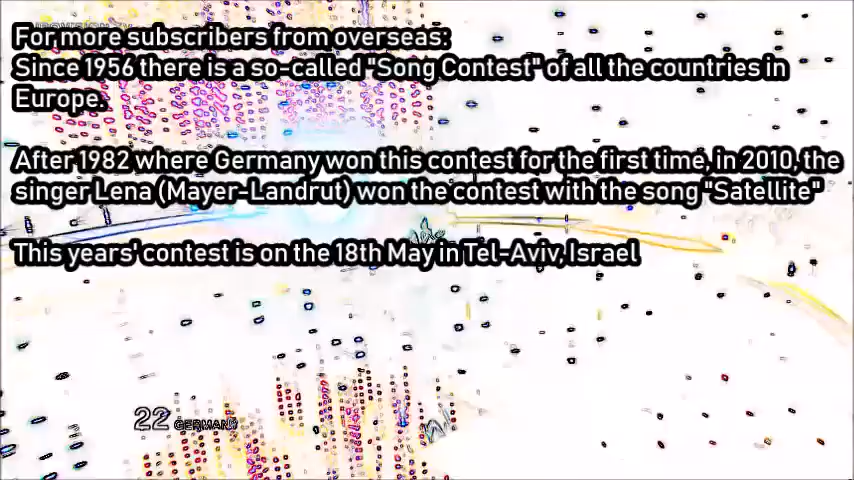 For more subscribers from overseas:
Since 1956 there is a so-called "Song Contest" of all the countries in
Europe.
After 1982 where Germany won this contest for the first time, in 2010, the
singer Lena (Mayer-Landrut) won the contest with the song "Satellite"
This years' contest is on the 18th May in Tel-Aviv, Israel
22 GERMANY